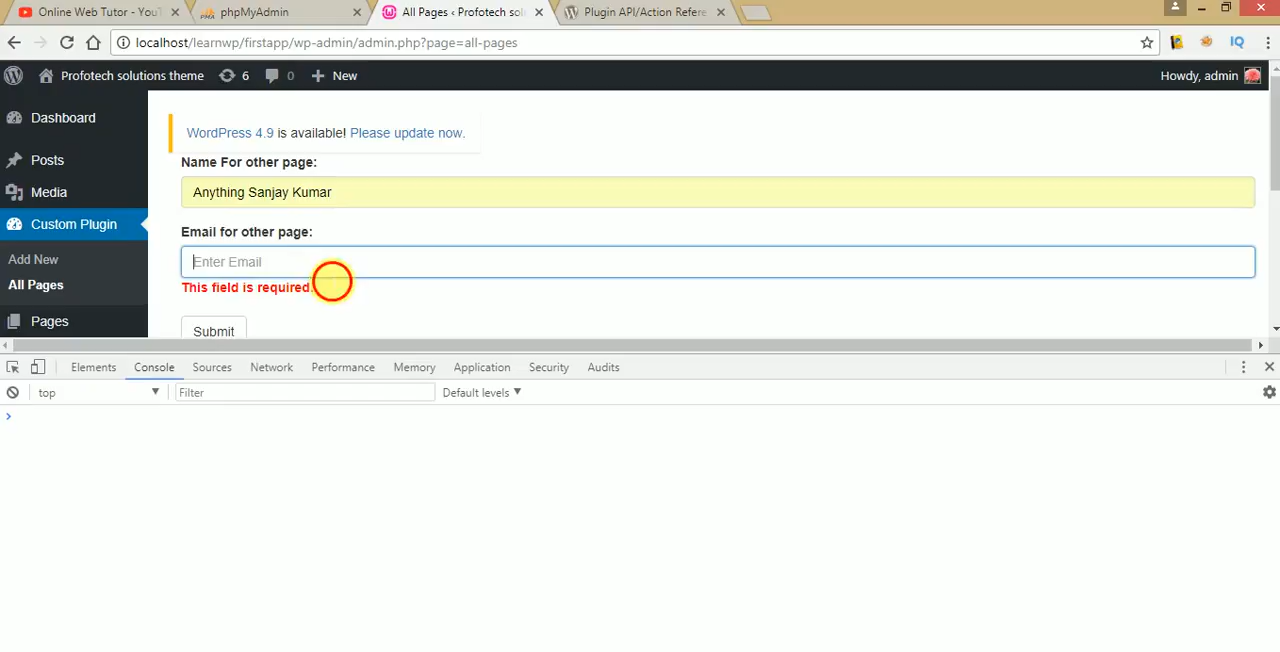 Online Web Tutor - You
phpMyAdmin
All Pages ‹ Profotech sol
Plugin API/Action Refere
localhost/learnwp/firstapp/wp-admin/admin.php?page=all-pages
IQ
Profotech solutions theme
6
0
New
Howdy, admin
Dashboard
Posts
Media
Custom Plugin
Add New
All Pages
Pages
WordPress 4.9 is available! Please update now.
Name For other page:
Anything Sanjay Kumar
Email for other page:
Enter Email
This field is required.
Submit
Elements
Console
Sources
Network
Performance
Memory
Application
Security
Audits
top
Filter
Default levels